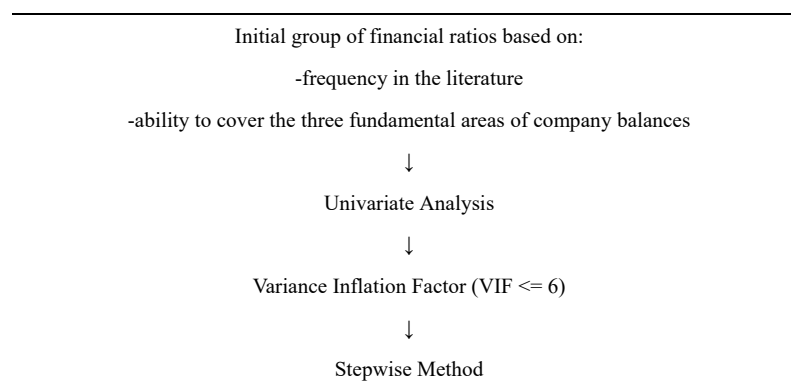 Initial group of financial ratios based on:
-frequency in the literature
-ability to cover the three fundamental areas of company balances
↓
Univariate Analysis
↓
Variance Inflation Factor (VIF <= 6)
↓
Stepwise Method